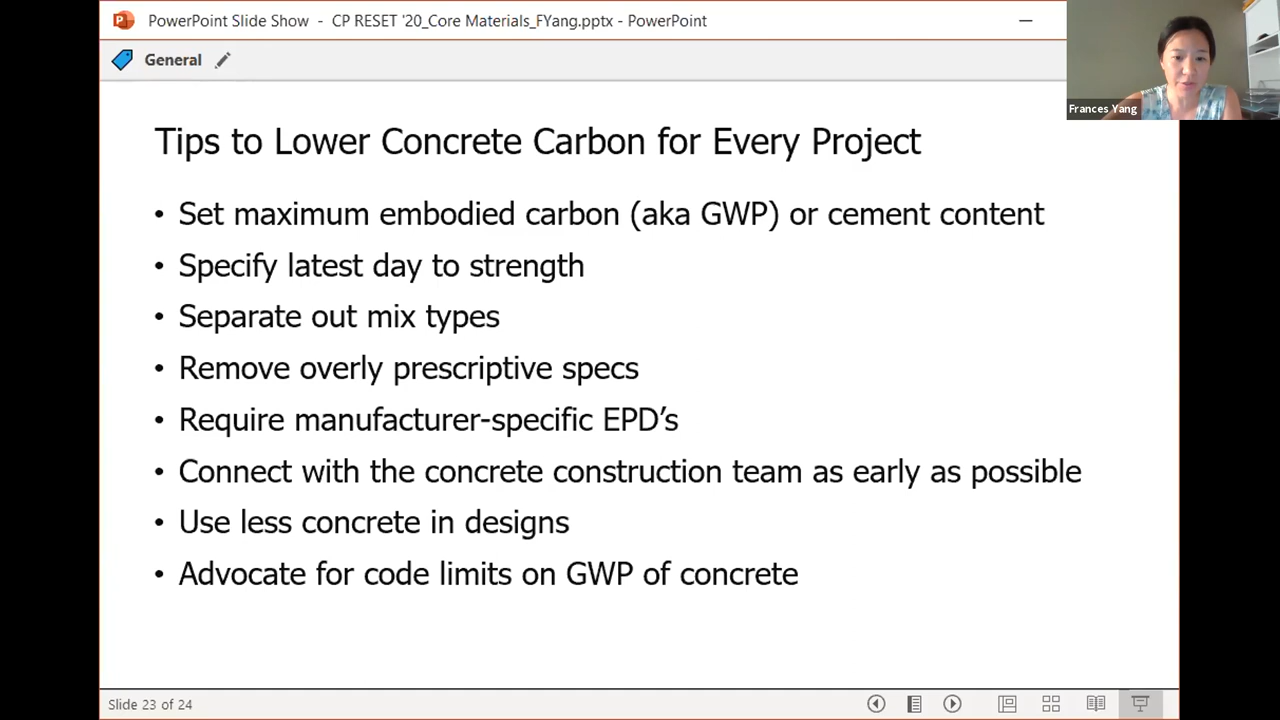 PowerPoint Slide Show - CP RESET '20_Core Materials_FYang.pptx - PowerPoint
General
Frances Yang
Tips to Lower Concrete Carbon for Every Project
• Set maximum embodied carbon (aka GWP) or cement content
• Specify latest day to strength
• Separate out mix types
• Remove overly prescriptive specs
• Require manufacturer-specific EPD’s
• Connect with the concrete construction team as early as possible
• Use less concrete in designs
• Advocate for code limits on GWP of concrete
Slide 23 of 24